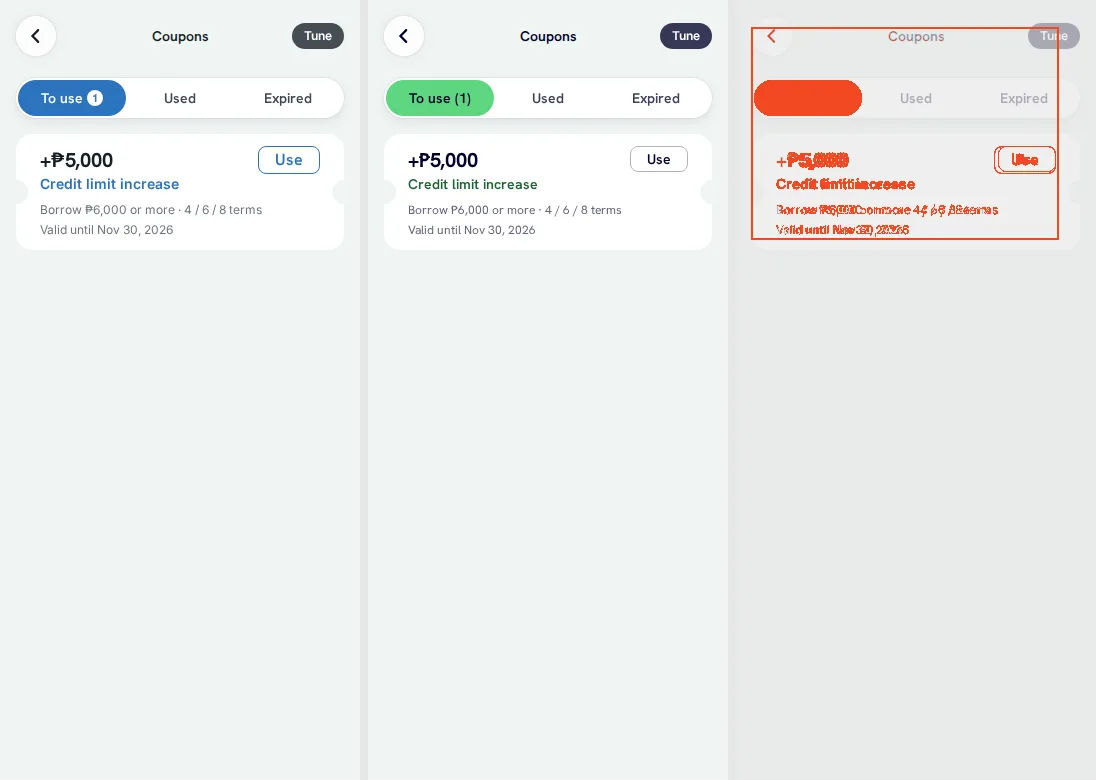 Coupons
Tune
To use 1
Used
Expired
+₱5,000
Use
Credit limit increase
Borrow ₱6,000 or more · 4 / 6 / 8 terms
Valid until Nov 30, 2026
Coupons
Tune
To use (1)
Used
Expired
+₱5,000
Use
Credit limit increase
Borrow ₱6,000 or more · 4 / 6 / 8 terms
Valid until Nov 30, 2026
Coupons
Tune
Used
Expired
Credit limit increase